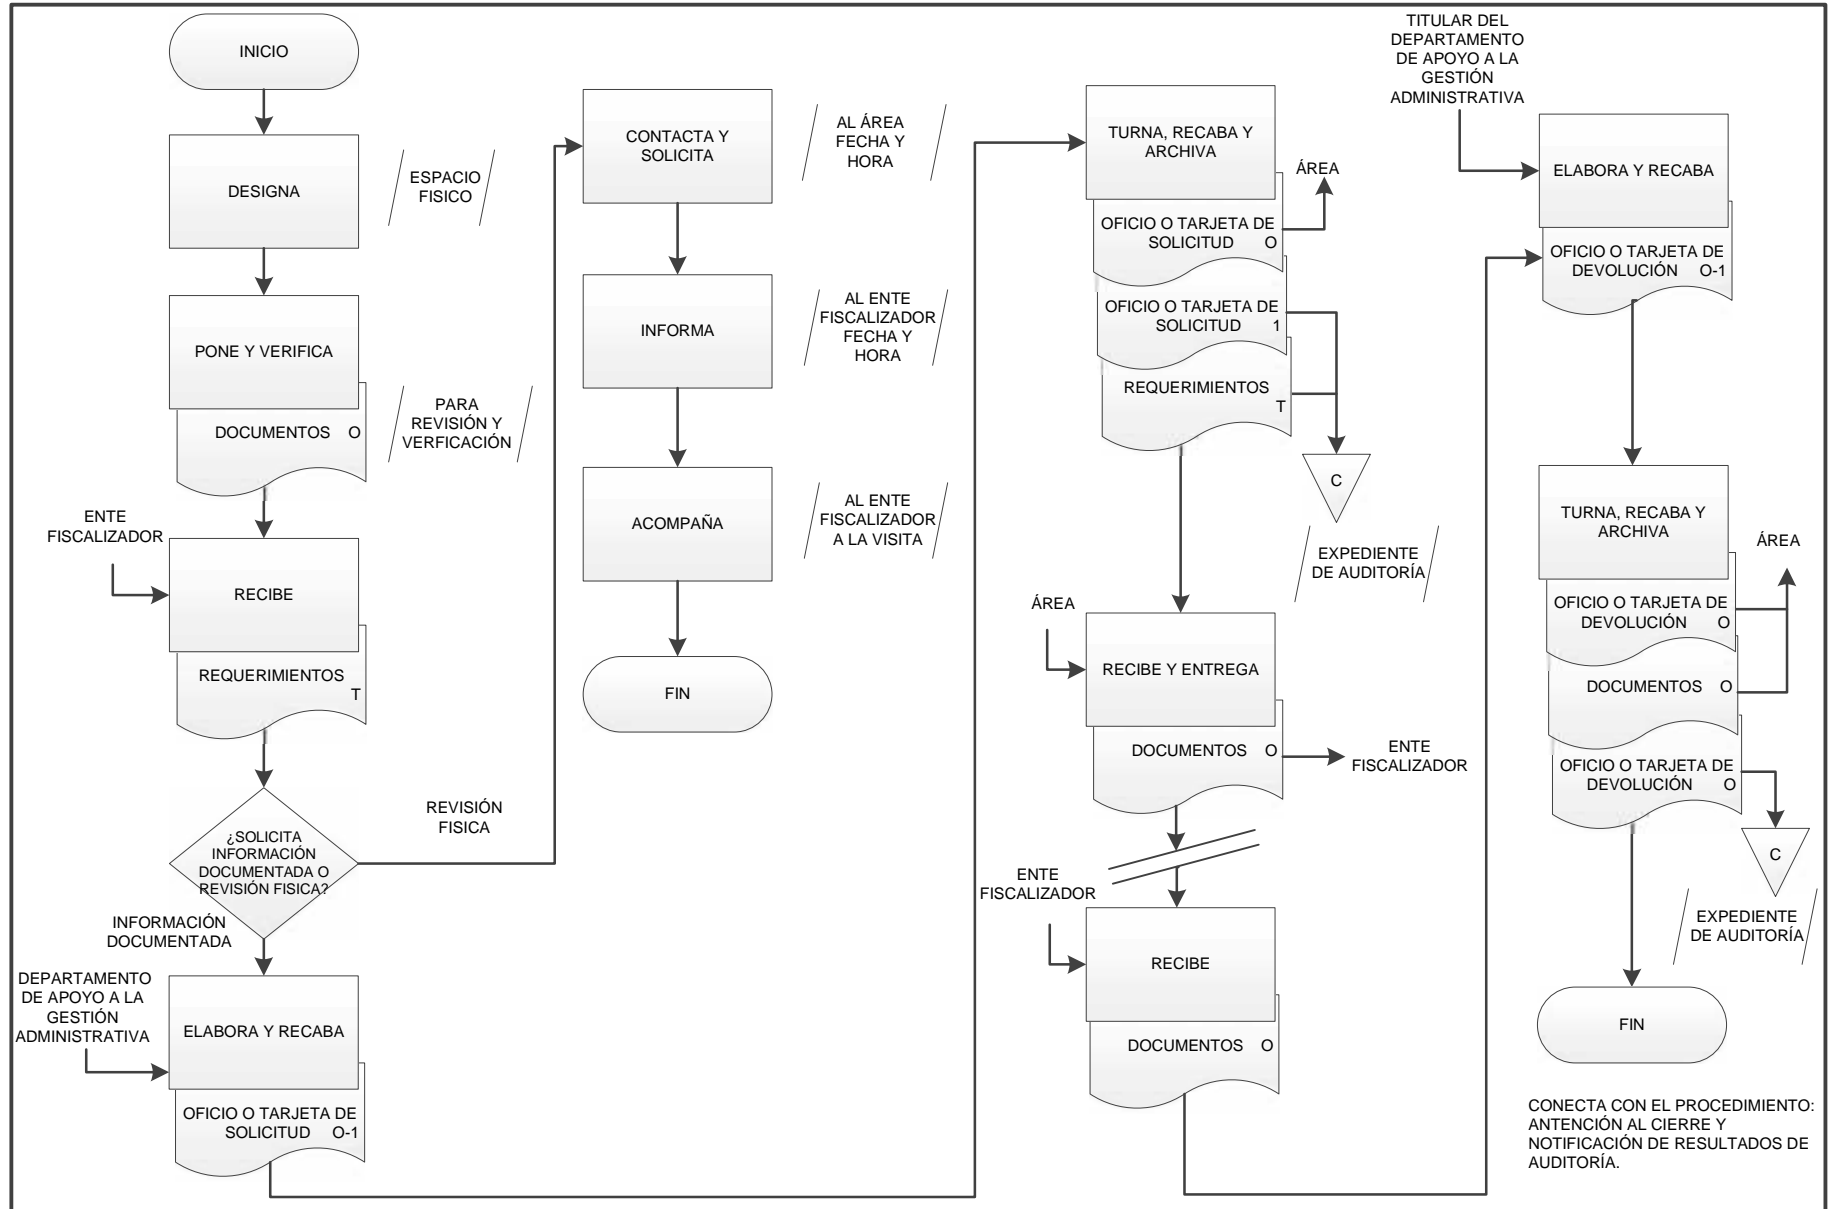 INICIO
DESIGNA
ESPACIO
FISICO
PONE Y VERIFICA
DOCUMENTOS O
PARA
REVISIÓN Y
VERFICACIÓN
ENTE
FISCALIZADOR
RECIBE
REQUERIMIENTOS
T
¿SOLICITA
INFORMACIÓN
DOCUMENTADA O
REVISIÓN FISICA?
REVISIÓN
FISICA
INFORMACIÓN
DOCUMENTADA
DEPARTAMENTO
DE APOYO A LA
GESTIÓN
ADMINISTRATIVA
ELABORA Y RECABA
OFICIO O TARJETA DE
SOLICITUD O-1
CONTACTA Y
SOLICITA
AL ÁREA
FECHA Y
HORA
INFORMA
AL ENTE
FISCALIZADOR
FECHA Y
HORA
ACOMPAÑA
AL ENTE
FISCALIZADOR
A LA VISITA
FIN
TURNA, RECABA Y
ARCHIVA
ÁREA
OFICIO O TARJETA DE
SOLICITUD O
OFICIO O TARJETA DE
SOLICITUD 1
REQUERIMIENTOS
T
C
EXPEDIENTE
DE AUDITORÍA
ÁREA
RECIBE Y ENTREGA
DOCUMENTOS O
ENTE
FISCALIZADOR
ENTE
FISCALIZADOR
RECIBE
DOCUMENTOS O
TITULAR DEL
DEPARTAMENTO
DE APOYO A LA
GESTIÓN
ADMINISTRATIVA
ELABORA Y RECABA
OFICIO O TARJETA DE
DEVOLUCIÓN O-1
TURNA, RECABA Y
ARCHIVA
ÁREA
OFICIO O TARJETA DE
DEVOLUCIÓN O
DOCUMENTOS O
OFICIO O TARJETA DE
DEVOLUCIÓN O
C
EXPEDIENTE
DE AUDITORÍA
FIN
CONECTA CON EL PROCEDIMIENTO:
ANTENCIÓN AL CIERRE Y
NOTIFICACIÓN DE RESULTADOS DE
AUDITORÍA.